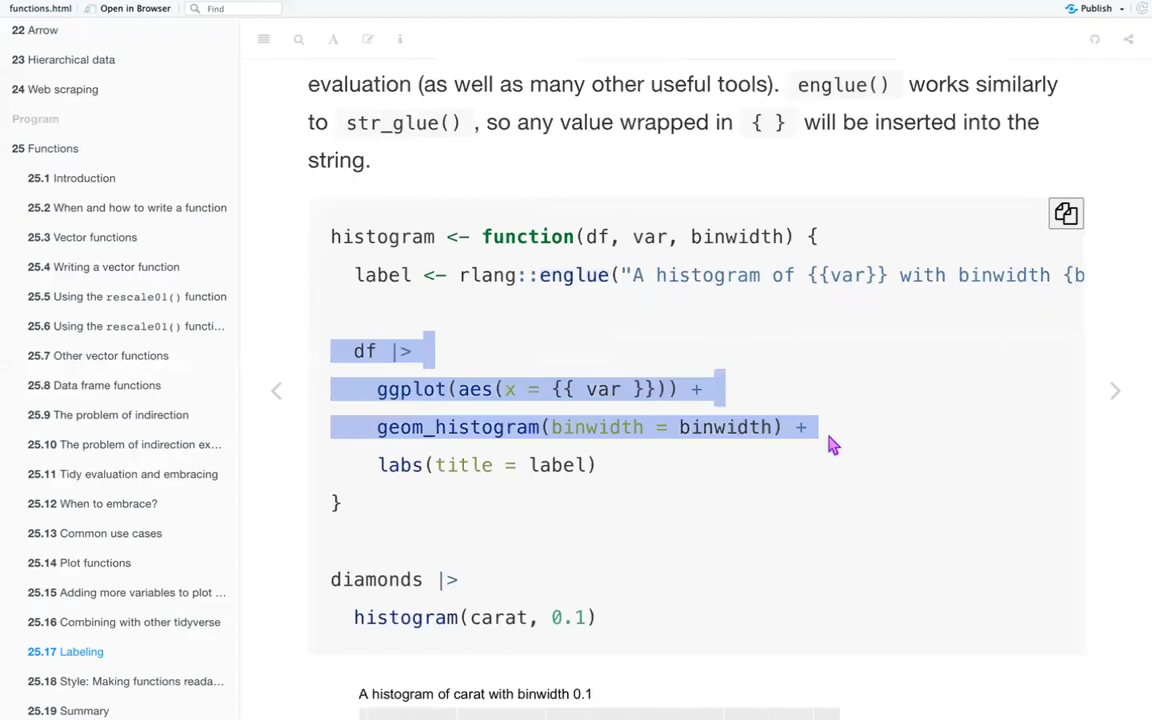 functions.html
Open in Browser
Find
Publish
22 Arrow
23 Hierarchical data
24 Web scraping
Program
25 Functions
25.1 Introduction
25.2 When and how to write a function
25.3 Vector functions
25.4 Writing a vector function
25.5 Using the rescale01() function
25.6 Using the rescale01() functi...
25.7 Other vector functions
25.8 Data frame functions
25.9 The problem of indirection
25.10 The problem of indirection ex...
25.11 Tidy evaluation and embracing
25.12 When to embrace?
25.13 Common use cases
25.14 Plot functions
25.15 Adding more variables to plot ...
25.16 Combining with other tidyverse
25.17 Labeling
25.18 Style: Making functions reada...
25.19 Summary
evaluation (as well as many other useful tools). englue() works similarly
to str_glue() , so any value wrapped in { } will be inserted into the
string.
histogram <- function(df, var, binwidth) {
label <- rlang::englue("A histogram of {{var}} with binwidth {b
df |>
ggplot(aes(x = {{ var }})) +
geom_histogram(binwidth = binwidth) +
labs(title = label)
}
diamonds |>
histogram(carat, 0.1)
A histogram of carat with binwidth 0.1